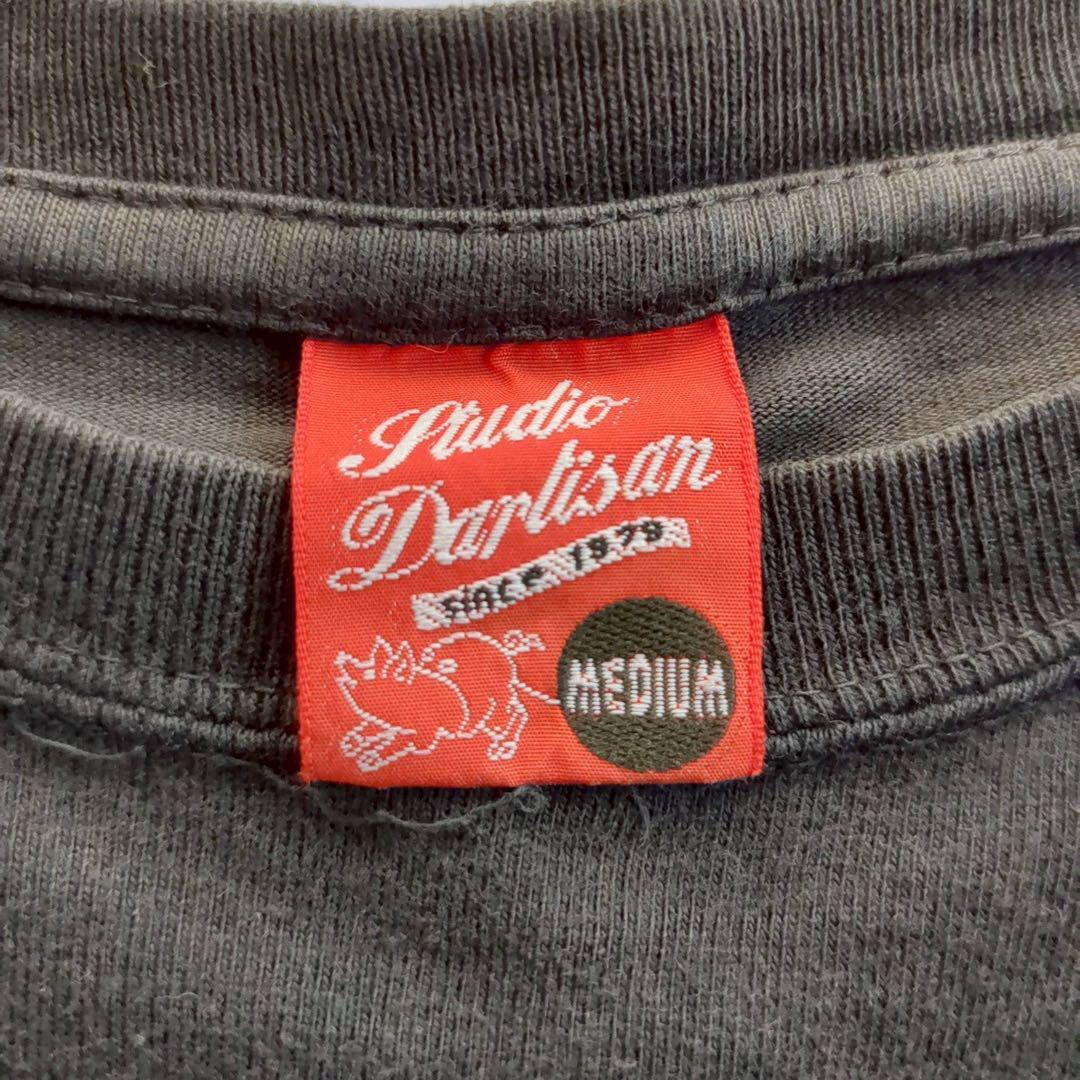 Studio
Dartisan
SINCE 1979
MEDIUM